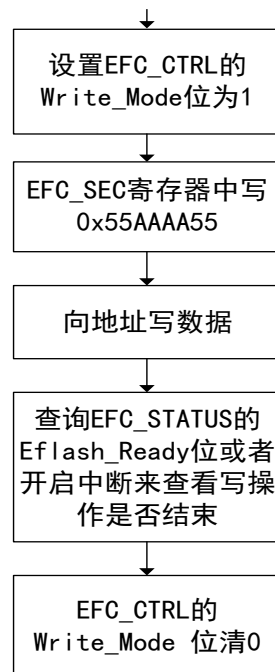 设置EFC_CTRL的
Write_Mode位为1
EFC_SEC寄存器中写
0x55AAAA55
向地址写数据
查询EFC_STATUS的
Eflash_Ready位或者
开启中断来查看写操
作是否结束
EFC_CTRL的
Write_Mode 位清0